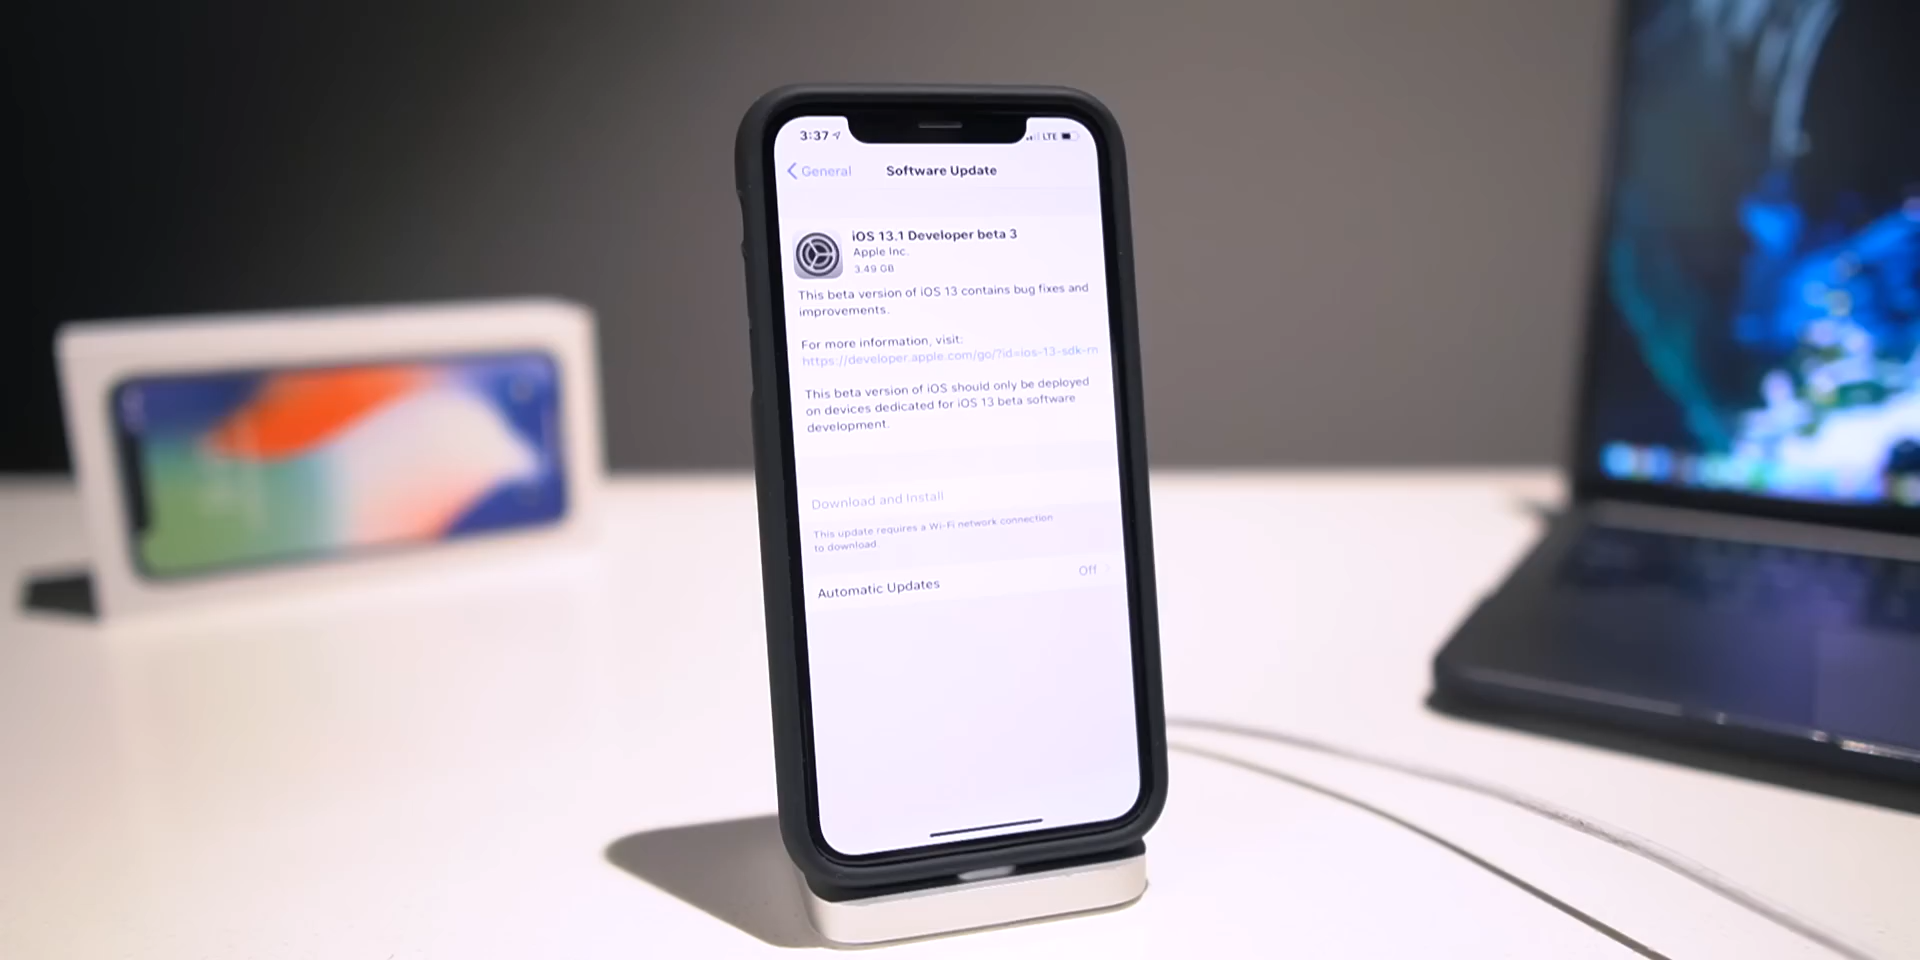 3:37
LTE
General
Software Update
iOS 13.1 Developer beta 3
Apple Inc.
3.49 GB
This beta version of iOS 13 contains bug fixes and
improvements.
For more information, visit:
https://developer.apple.com/go/?id=ios-13-sdk-rn
This beta version of iOS should only be deployed
on devices dedicated for iOS 13 beta software
development.
Download and Install
This update requires a Wi-Fi network connection
to download.
Automatic Updates
Off